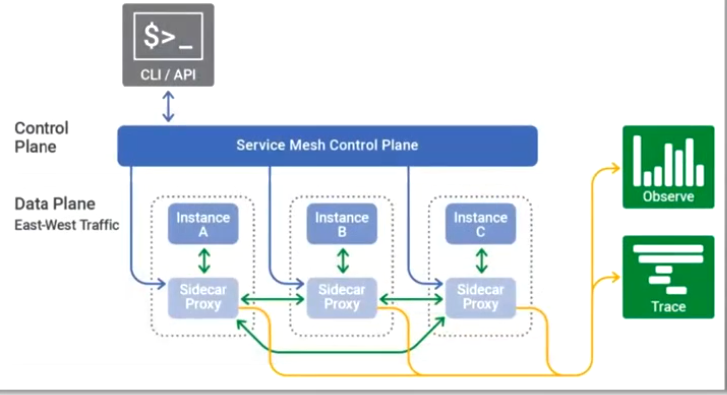 $>_
CLI / API
Control
Plane
Service Mesh Control Plane
Data Plane
East-West Traffic
Instance
A
Instance
B
Instance
C
Sidecar
Proxy
Sidecar
Proxy
Sidecar
Proxy
Observe
Trace